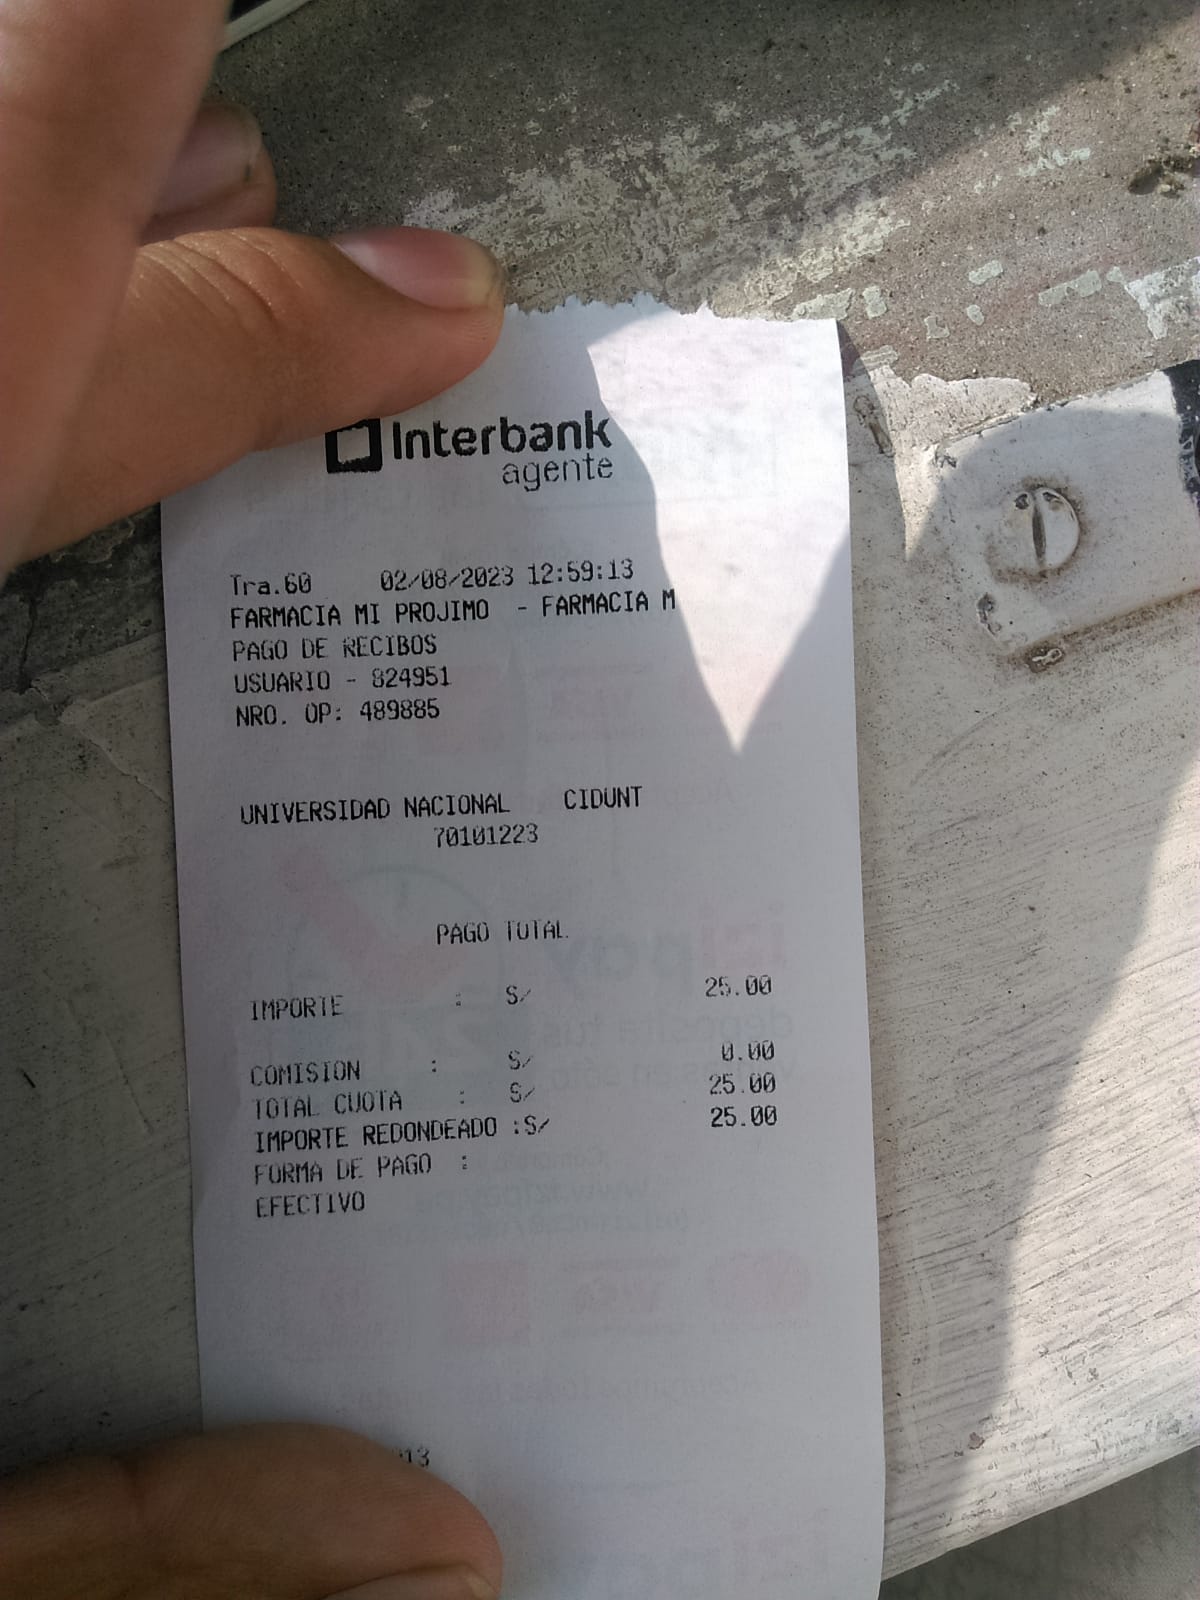 Interbank
agente
Tra.60 02/08/2023 12:59:13
FARMACIA MI PROJIMO - FARMACIA M
PAGO DE RECIBOS
USUARIO - 824951
NRO. OP: 489885
UNIVERSIDAD NACIONAL CIDUNT
70101223
PAGO TOTAL
IMPORTE : S/ 25.00
COMISION : S/ 0.00
TOTAL CUOTA : S/ 25.00
IMPORTE REDONDEADO :S/ 25.00
FORMA DE PAGO :
EFECTIVO
13